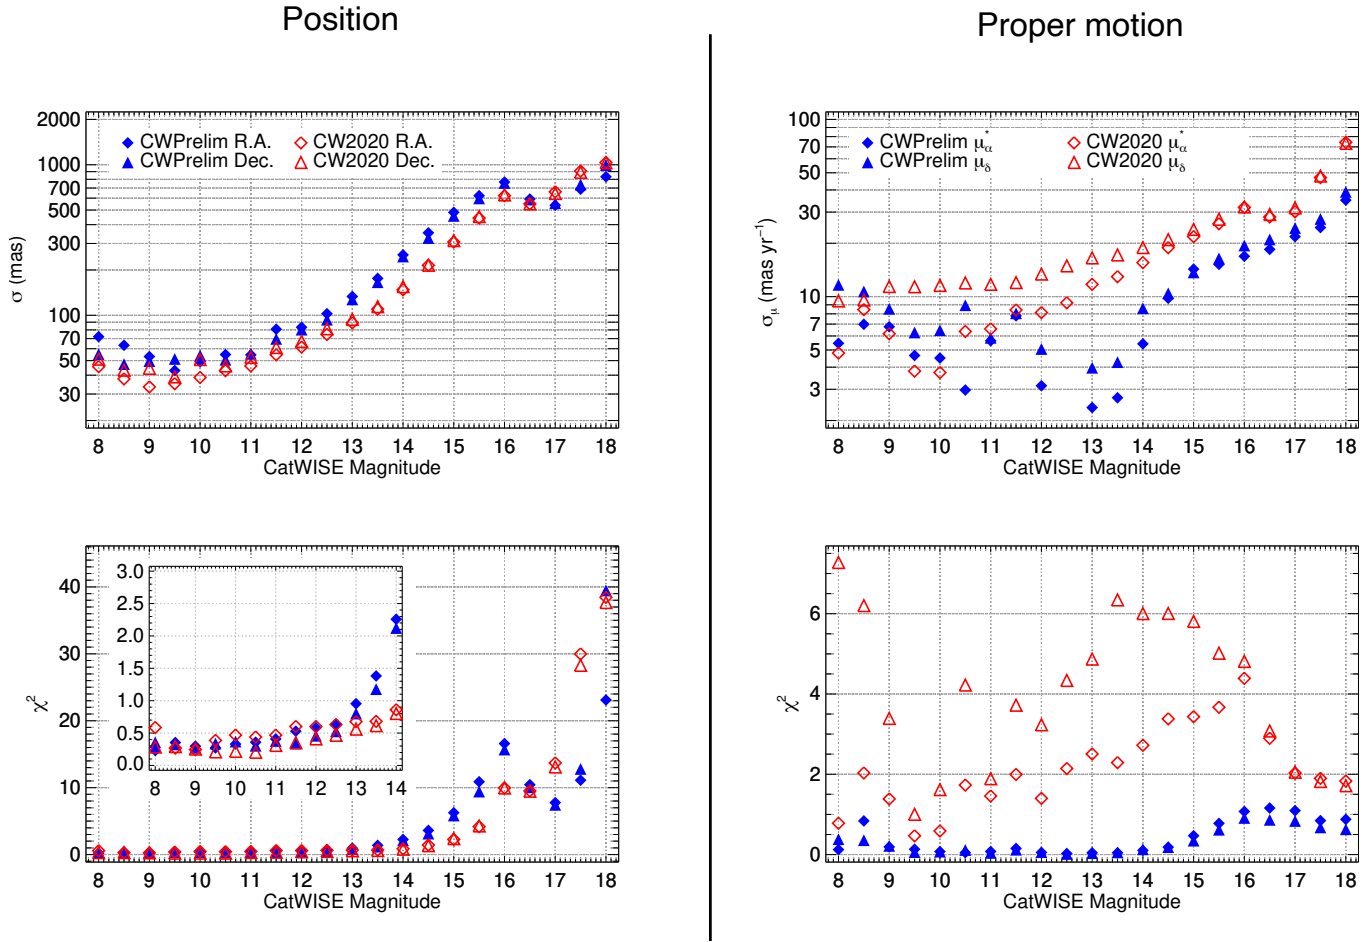 Position
Proper motion
2000
1000
700
500
300
100
70
50
30
σ (mas)
CWPrelim R.A.
CW2020 R.A.
CWPrelim Dec.
CW2020 Dec.
8 9 10 11 12 13 14 15 16 17 18
CatWISE Magnitude
100
70
50
30
10
7
5
3
σμ (mas yr⁻¹)
CWPrelim μα*
CW2020 μα*
CWPrelim μδ
CW2020 μδ
8 9 10 11 12 13 14 15 16 17 18
CatWISE Magnitude
40
30
20
10
0
χ²
3.0
2.5
2.0
1.5
1.0
0.5
0.0
8 9 10 11 12 13 14
8 9 10 11 12 13 14 15 16 17 18
CatWISE Magnitude
6
4
2
0
χ²
8 9 10 11 12 13 14 15 16 17 18
CatWISE Magnitude